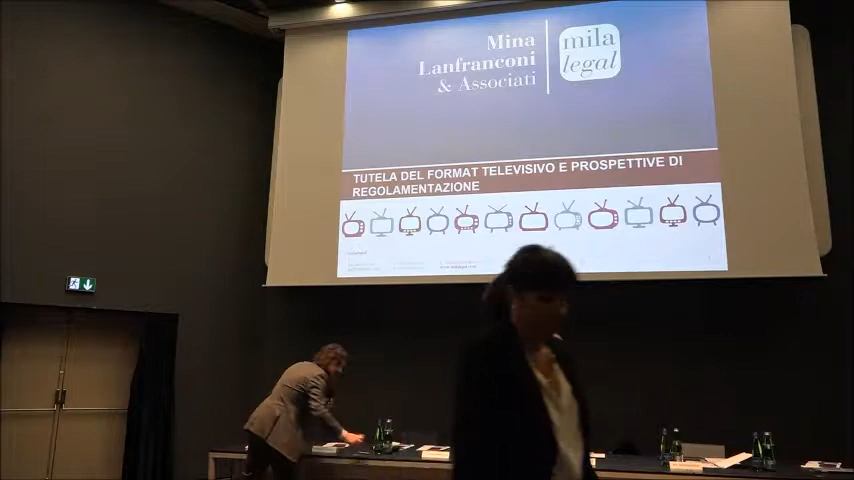 Mina
Lanfranconi
& Associati
mila
legal
TUTELA DEL FORMAT TELEVISIVO E PROSPETTIVE DI
REGOLAMENTAZIONE